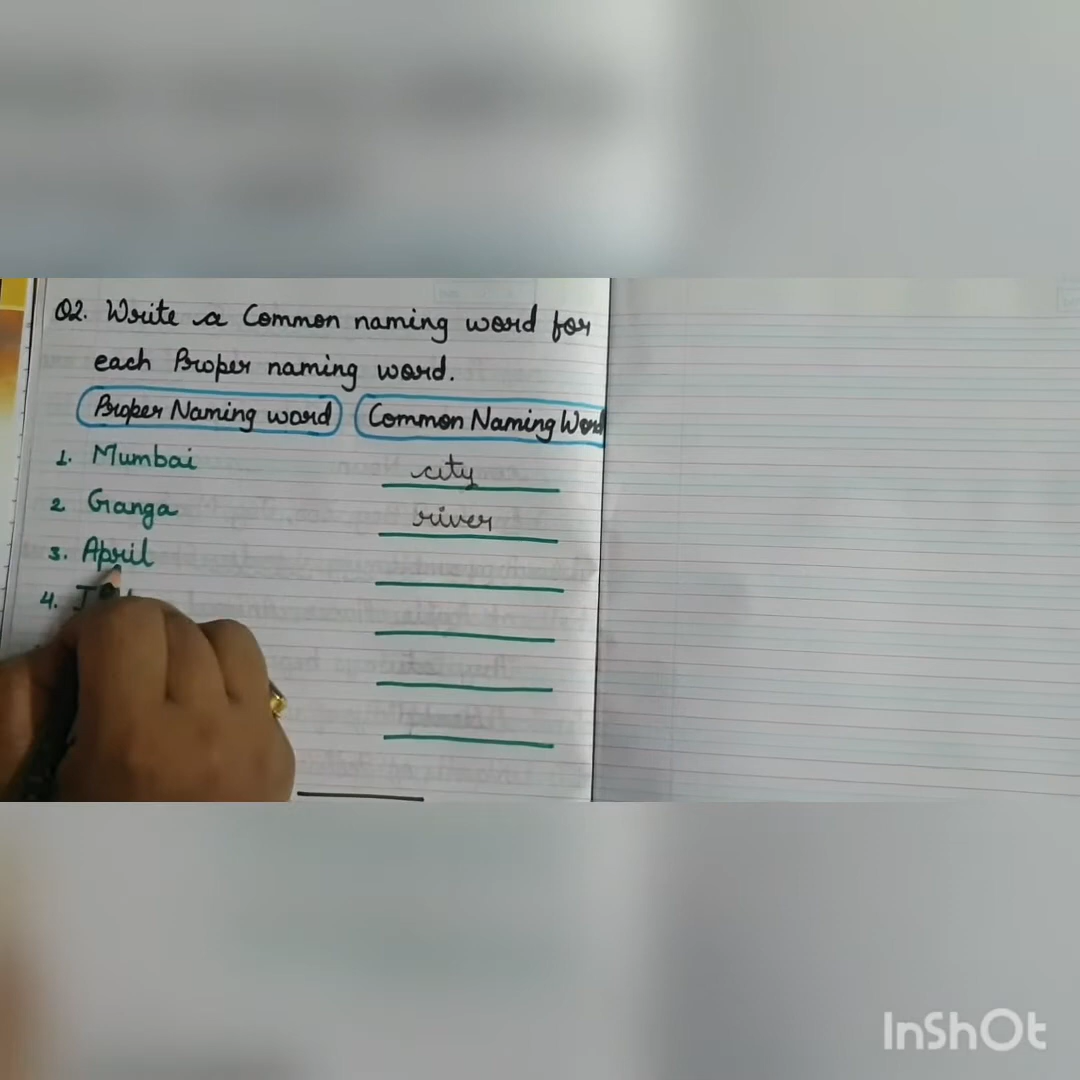 Q2. Write a Common naming word for
each Proper naming word.
Proper Naming word Common Naming Word
1. Mumbai city
2 Ganga river
3. April
4.
InShOt